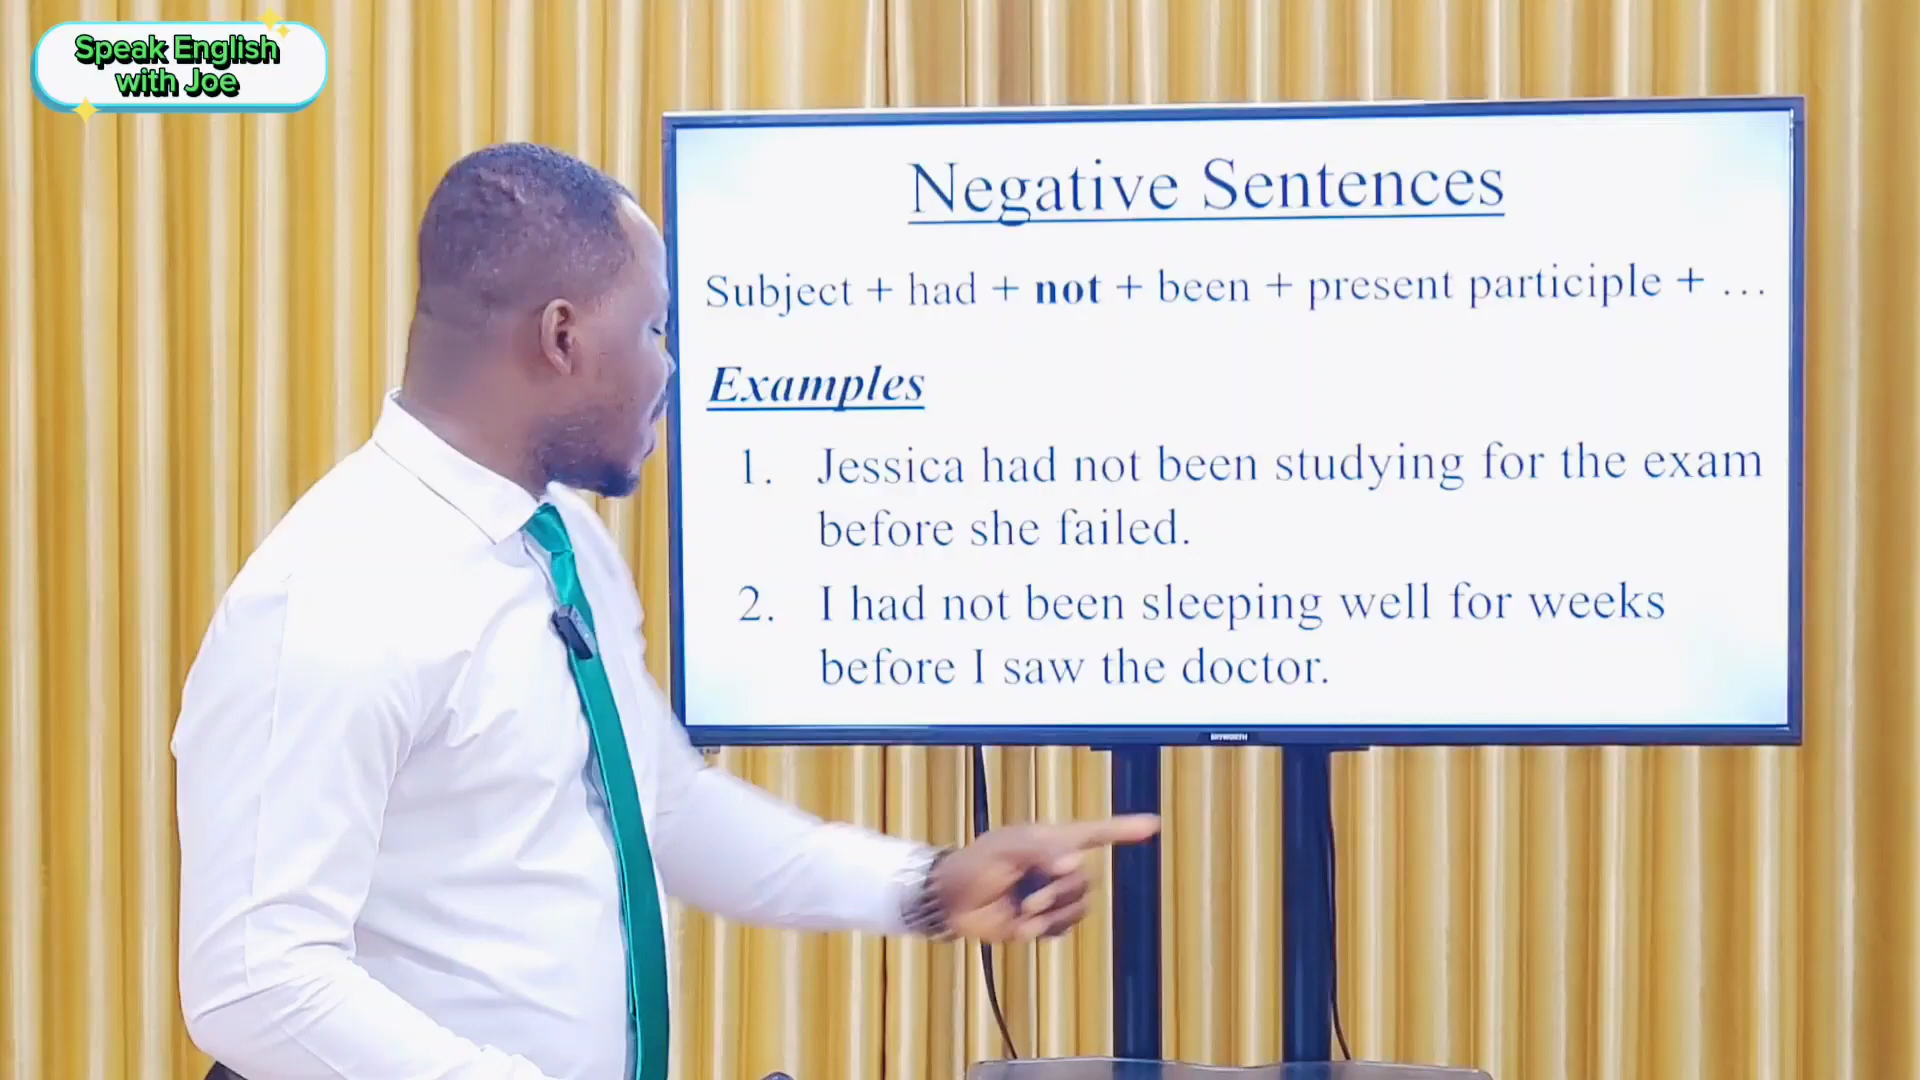 Speak English
with Joe
Negative Sentences
Subject + had + not + been + present participle + ...
Examples
1. Jessica had not been studying for the exam
before she failed.
2. I had not been sleeping well for weeks
before I saw the doctor.
SKYWORTH